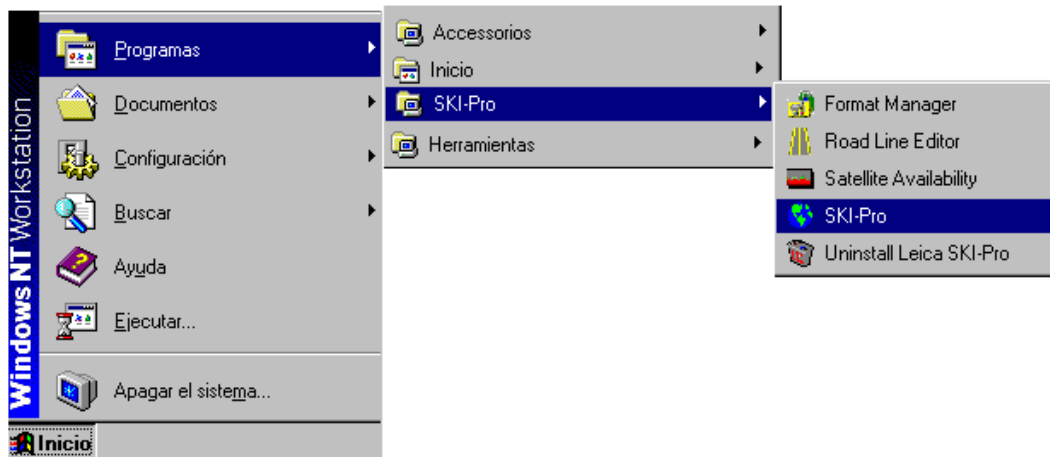 Windows NT Workstation
Programas
Documentos
Configuración
Buscar
Ayuda
Ejecutar...
Apagar el sistema...
Inicio
Accessorios
Inicio
SKI-Pro
Herramientas
Format Manager
Road Line Editor
Satellite Availability
SKI-Pro
Uninstall Leica SKI-Pro